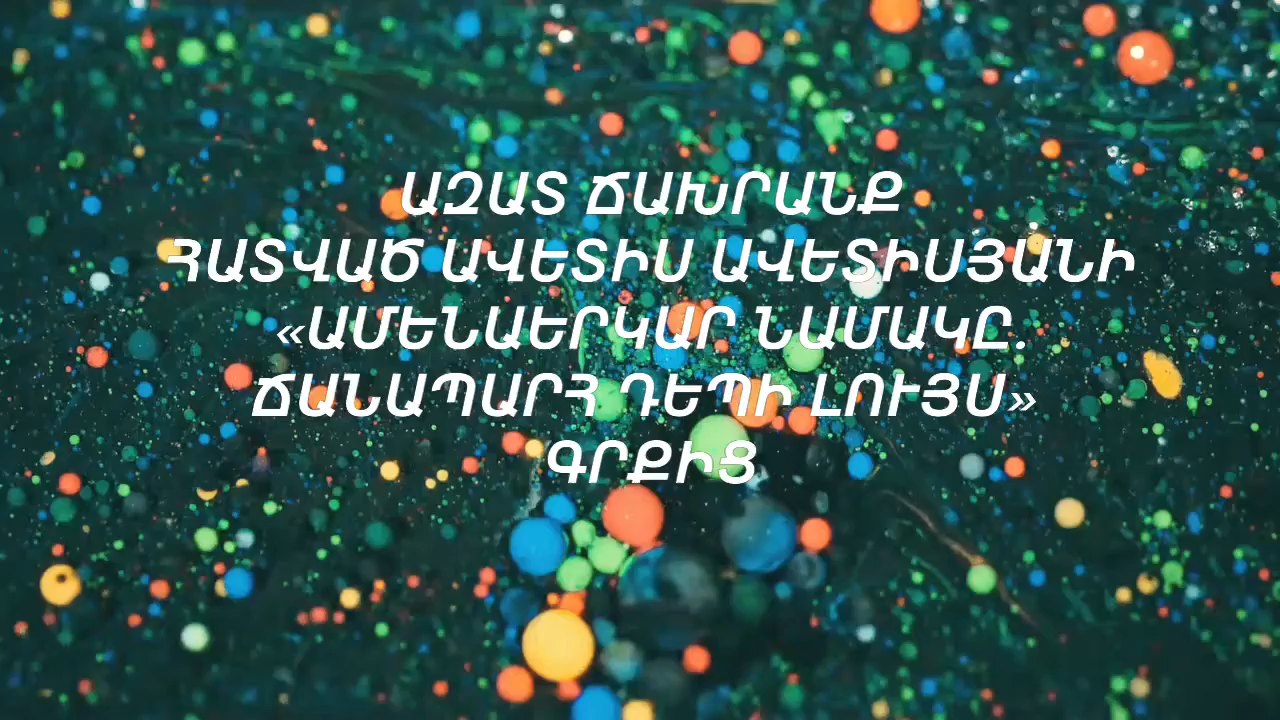 ԱԶԱՏ ՃԱԽՐԱՆՔ
ՀԱՏՎԱԾ ԱՎԵՏԻՍ ԱՎԵՏԻՍՅԱՆԻ
«ԱՄԵՆԱԵՐԿԱՐ ՆԱՄԱԿԸ.
ՃԱՆԱՊԱՐՀ ԴԵՊԻ ԼՈՒՅՍ»
ԳՐՔԻՑ